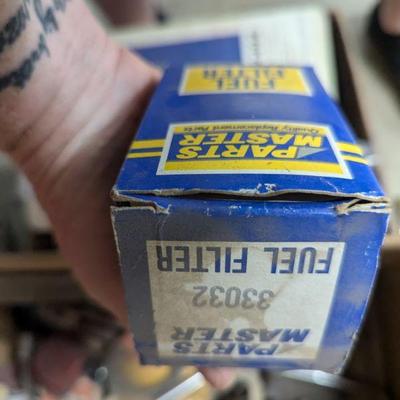 PARTS
MASTER
33032
FUEL FILTER
PARTS
MASTER
Quality Replacement Parts
FUEL
FILTER